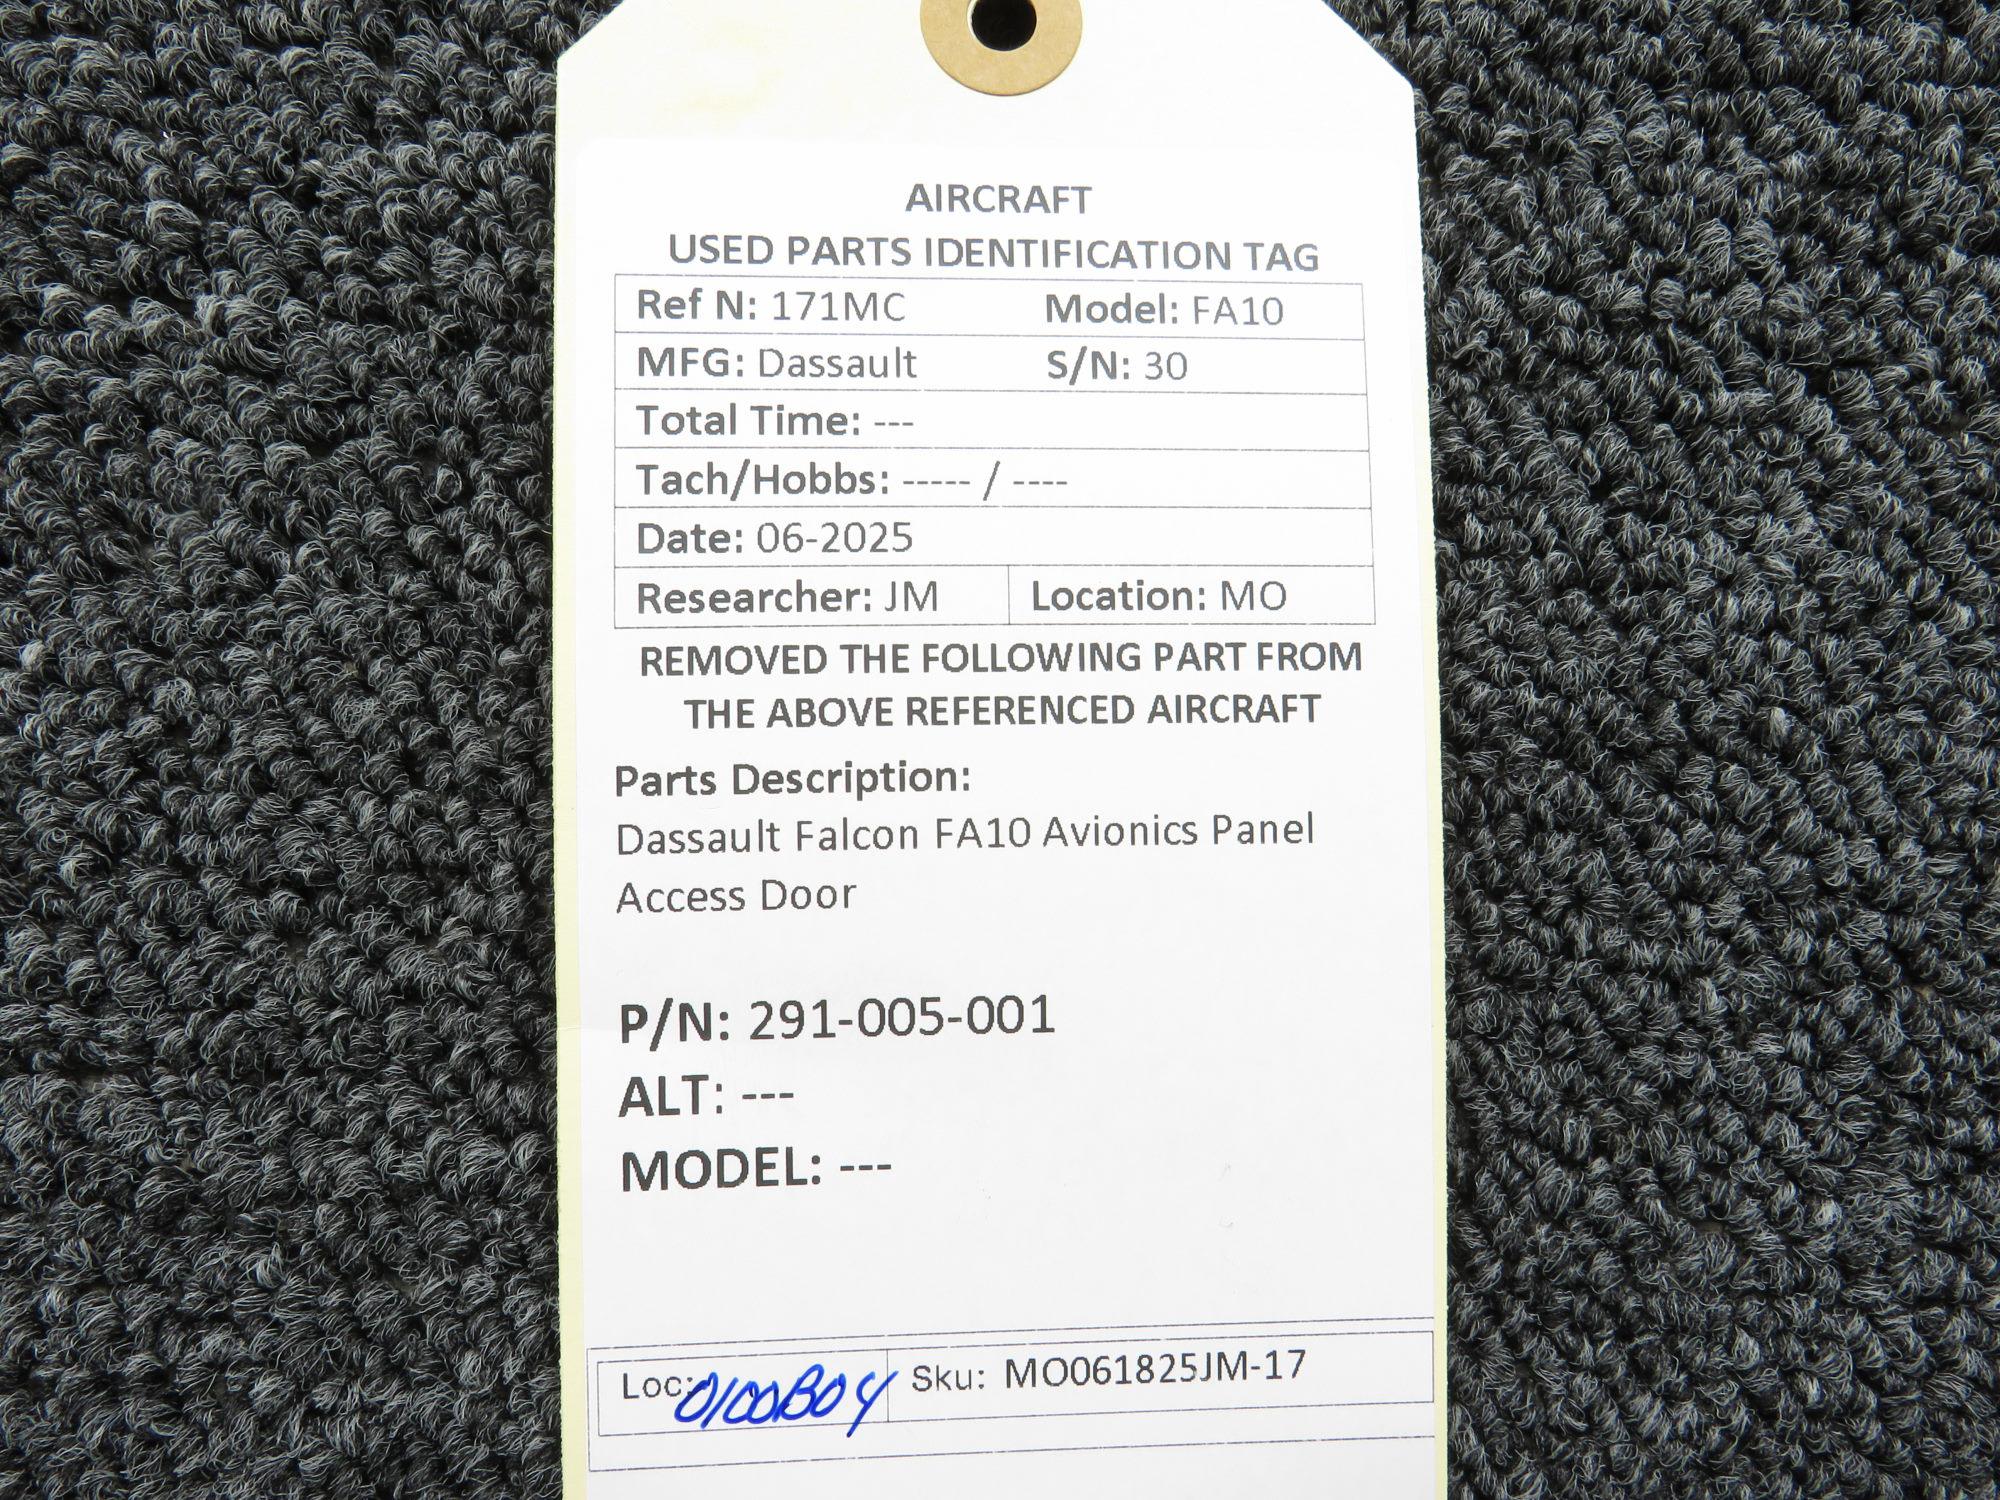 AIRCRAFT
USED PARTS IDENTIFICATION TAG
Ref N: 171MC Model: FA10
MFG: Dassault S/N: 30
Total Time: ---
Tach/Hobbs: ----- / ----
Date: 06-2025
Researcher: JM Location: MO
REMOVED THE FOLLOWING PART FROM
THE ABOVE REFERENCED AIRCRAFT
Parts Description:
Dassault Falcon FA10 Avionics Panel
Access Door
P/N: 291-005-001
ALT: ---
MODEL: ---
Loc: 0100B04 Sku: MO061825JM-17